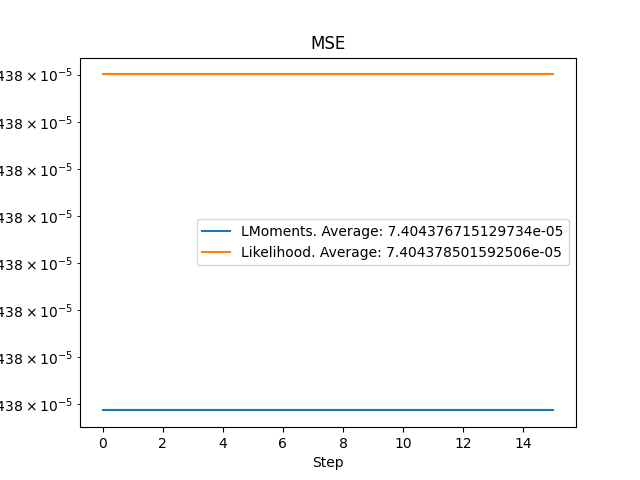 MSE
438 × 10⁻⁵
438 × 10⁻⁵
438 × 10⁻⁵
438 × 10⁻⁵
LMoments. Average: 7.404376715129734e-05
Likelihood. Average: 7.404378501592506e-05
438 × 10⁻⁵
438 × 10⁻⁵
438 × 10⁻⁵
438 × 10⁻⁵
0 2 4 6 8 10 12 14
Step